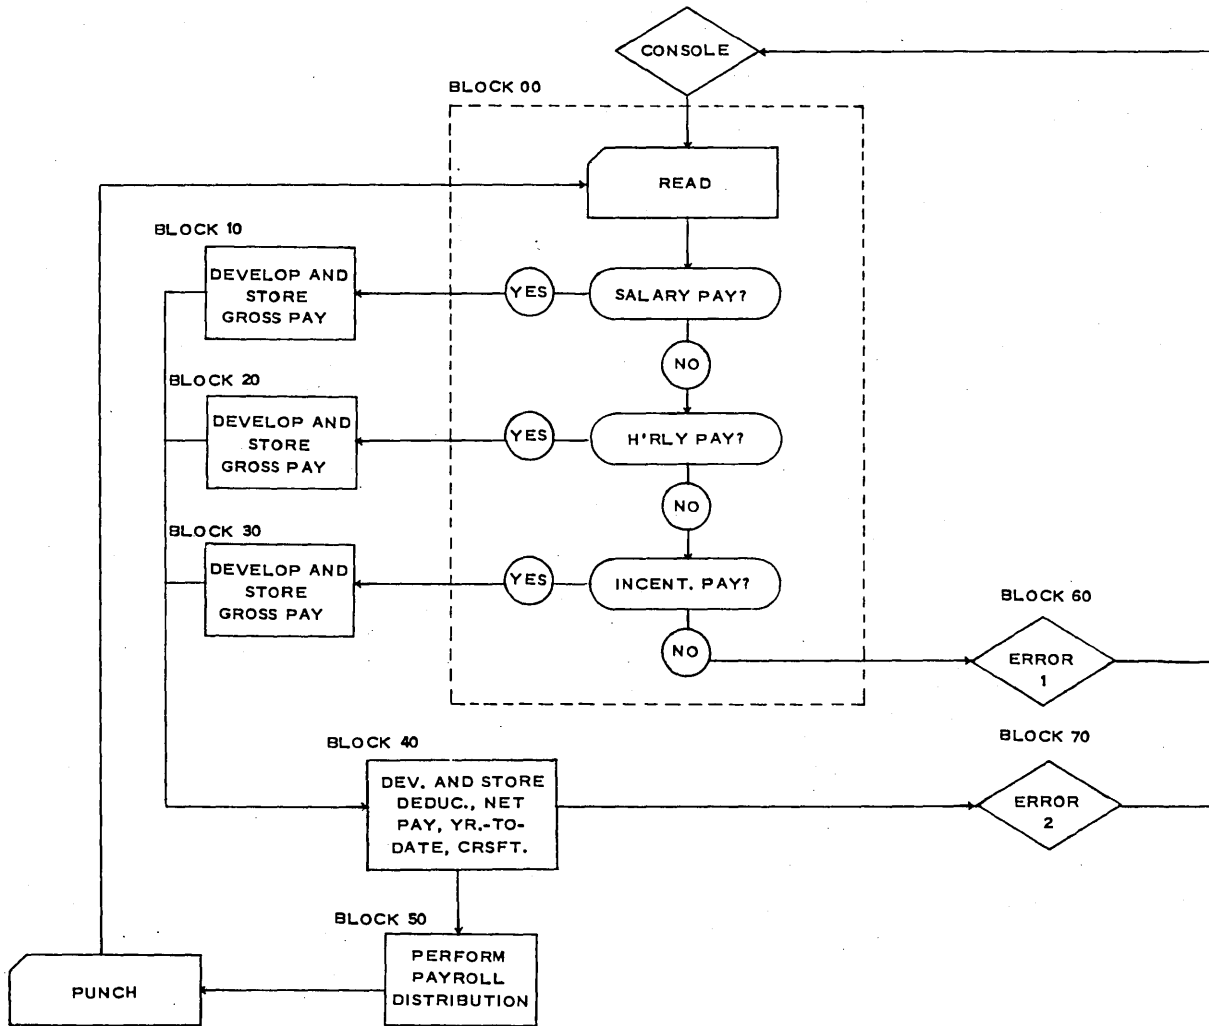 CONSOLE
BLOCK 00
READ
BLOCK 10
DEVELOP AND
STORE
GROSS PAY
YES
SALARY PAY?
NO
BLOCK 20
DEVELOP AND
STORE
GROSS PAY
YES
H'RLY PAY?
NO
BLOCK 30
DEVELOP AND
STORE
GROSS PAY
YES
INCENT. PAY?
NO
BLOCK 60
ERROR
1
BLOCK 40
DEV. AND STORE
DEDUC., NET
PAY, YR.-TO-
DATE, CRSFT.
BLOCK 70
ERROR
2
BLOCK 50
PERFORM
PAYROLL
DISTRIBUTION
PUNCH